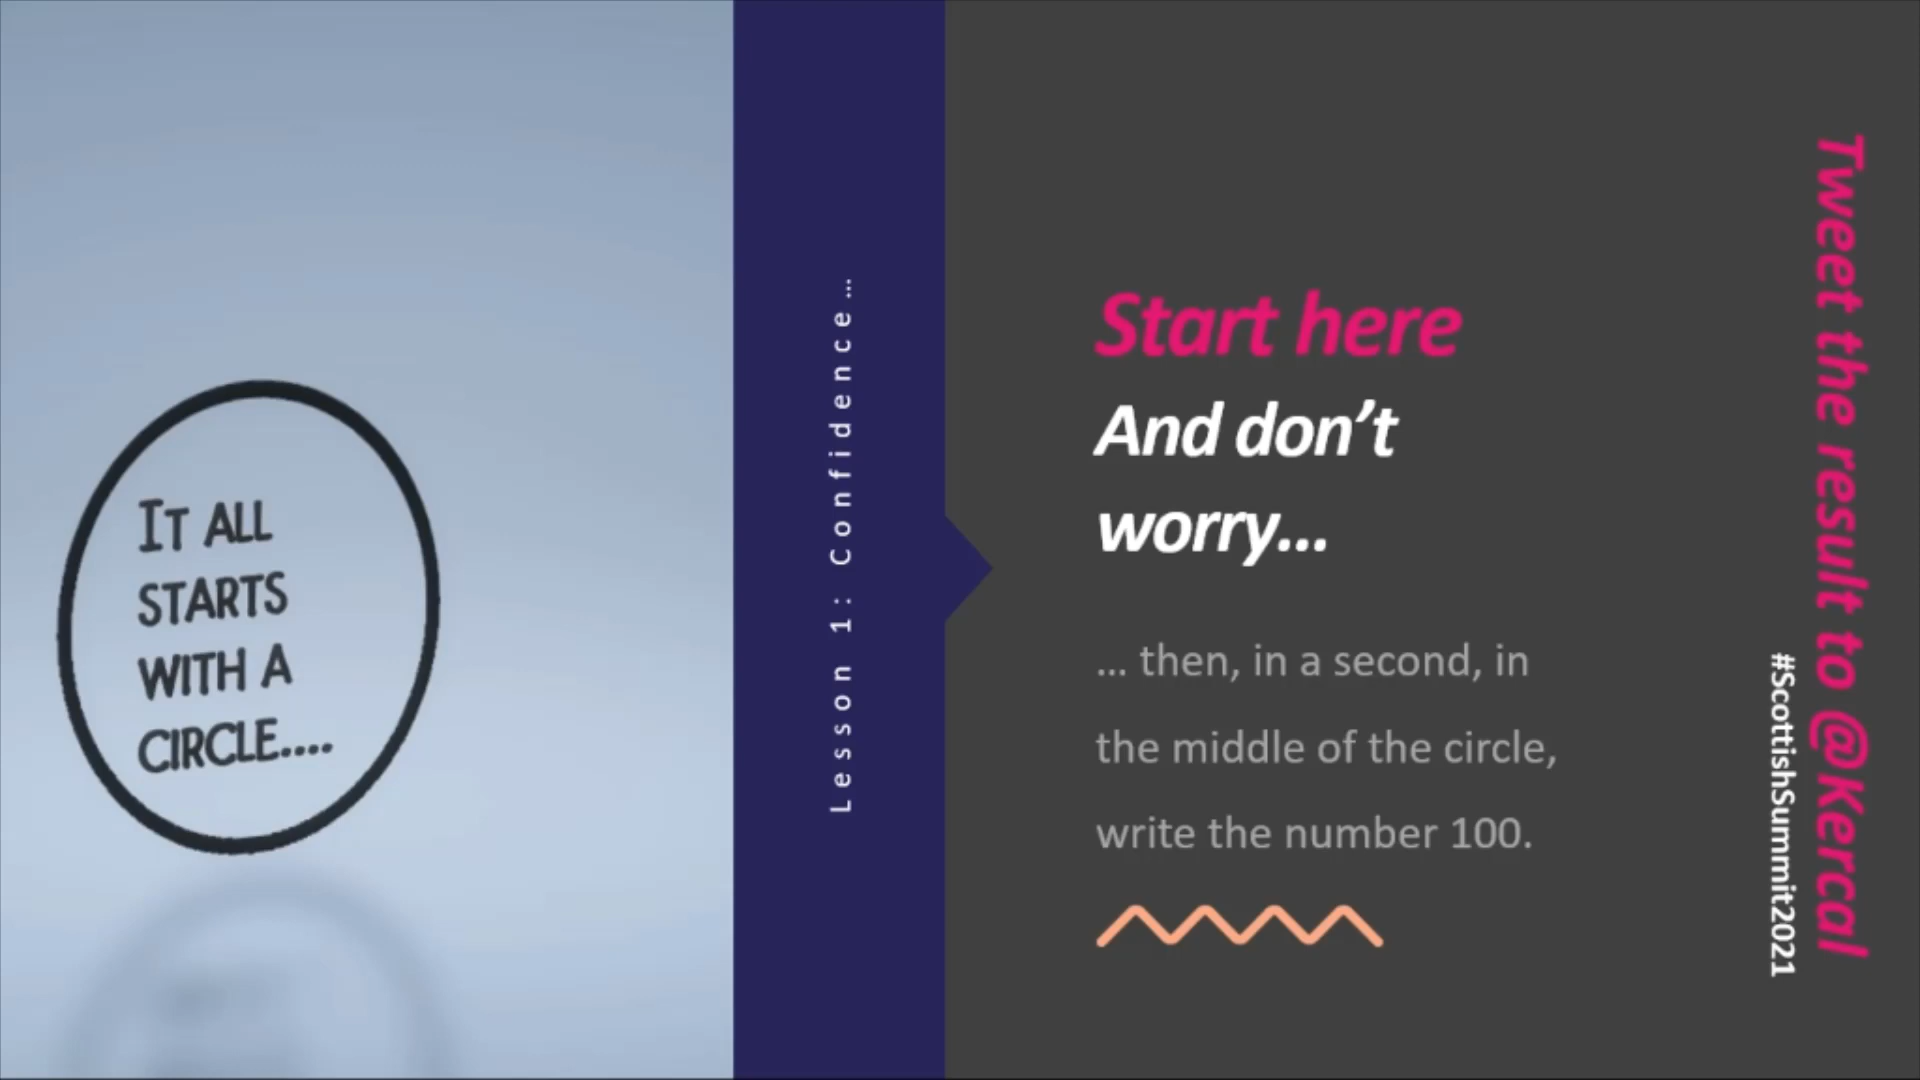 It all
starts
with a
circle....
Lesson 1: Confidence…
Start here
And don’t
worry…
… then, in a second, in
the middle of the circle,
write the number 100.
Tweet the result to @Kercal
#ScottishSummit2021